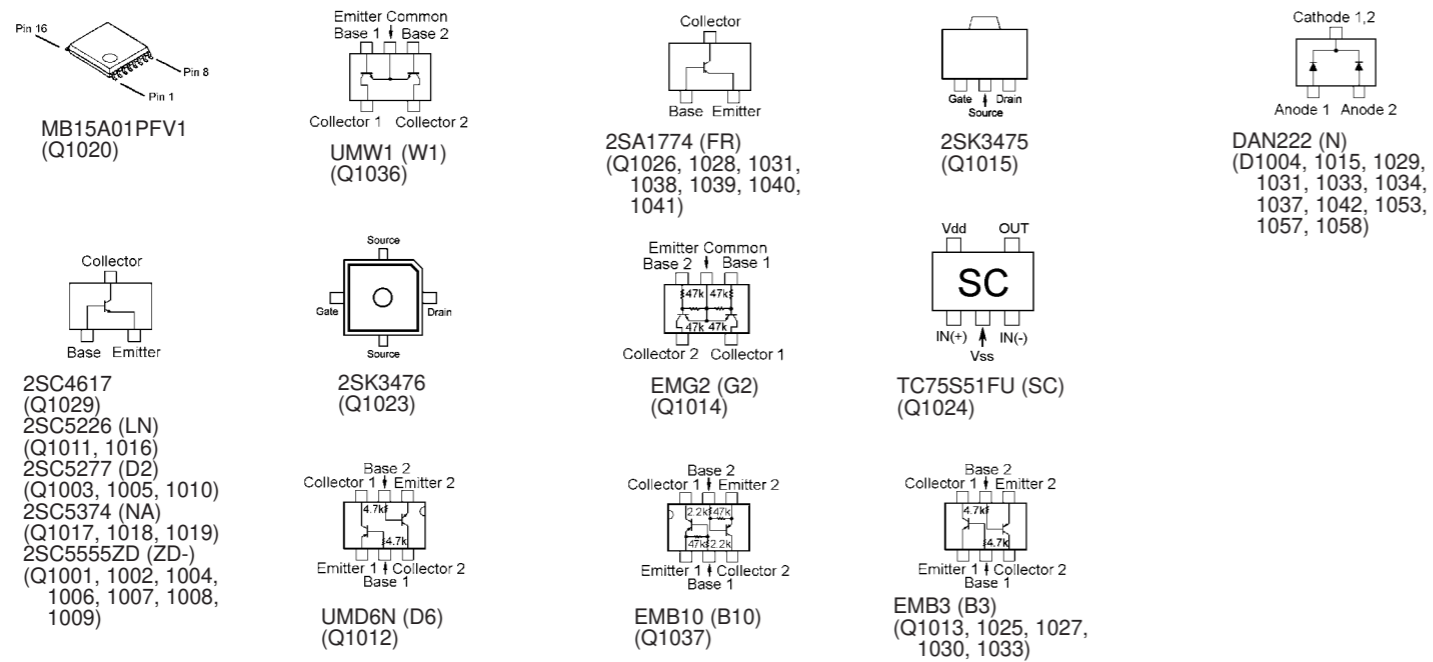 Pin 16
Pin 8
Pin 1
MB15A01PFV1
(Q1020)
Emitter Common
Base 1 Base 2
Collector 1 Collector 2
UMW1 (W1)
(Q1036)
Collector
Base Emitter
2SA1774 (FR)
(Q1026, 1028, 1031,
1038, 1039, 1040,
1041)
Gate Drain
Source
2SK3475
(Q1015)
Cathode 1,2
Anode 1 Anode 2
DAN222 (N)
(D1004, 1015, 1029,
1031, 1033, 1034,
1037, 1042, 1053,
1057, 1058)
Collector
Base Emitter
2SC4617
(Q1029)
2SC5226 (LN)
(Q1011, 1016)
2SC5277 (D2)
(Q1003, 1005, 1010)
2SC5374 (NA)
(Q1017, 1018, 1019)
2SC5555ZD (ZD-)
(Q1001, 1002, 1004,
1006, 1007, 1008,
1009)
Source
Gate Drain
Source
2SK3476
(Q1023)
Emitter Common
Base 2 Base 1
47k 47k
47k 47k
Collector 2 Collector 1
EMG2 (G2)
(Q1014)
Vdd OUT
SC
IN(+) IN(-)
Vss
TC75S51FU (SC)
(Q1024)
Base 2
Collector 1 Emitter 2
4.7k
4.7k
Emitter 1 Collector 2
Base 1
UMD6N (D6)
(Q1012)
Base 2
Collector 1 Emitter 2
2.2k 47k
47k 2.2k
Emitter 1 Collector 2
Base 1
EMB10 (B10)
(Q1037)
Base 2
Collector 1 Emitter 2
4.7k
4.7k
Emitter 1 Collector 2
Base 1
EMB3 (B3)
(Q1013, 1025, 1027,
1030, 1033)